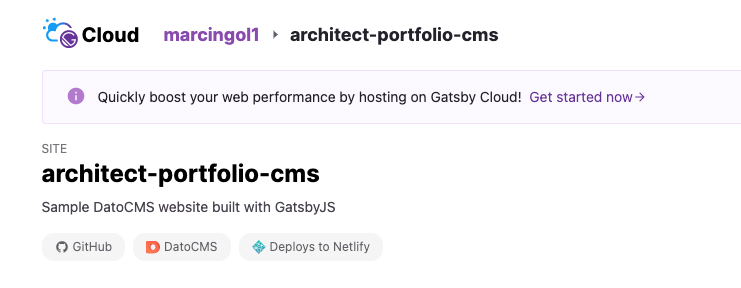 Cloud marcingol1 architect-portfolio-cms
Quickly boost your web performance by hosting on Gatsby Cloud! Get started now →
SITE
architect-portfolio-cms
Sample DatoCMS website built with GatsbyJS
GitHub DatoCMS Deploys to Netlify